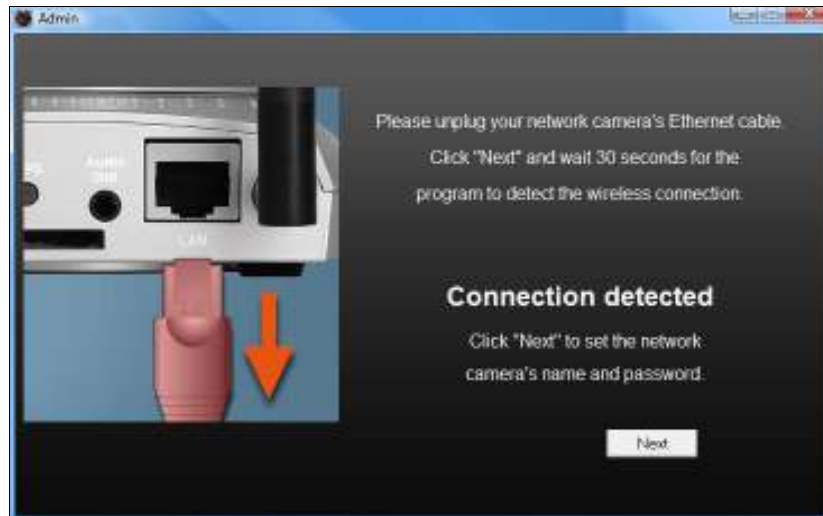 Admin
Please unplug your network camera's Ethernet cable.
Click "Next" and wait 30 seconds for the
program to detect the wireless connection.
LAN
Connection detected
Click "Next" to set the network
camera's name and password.
Next